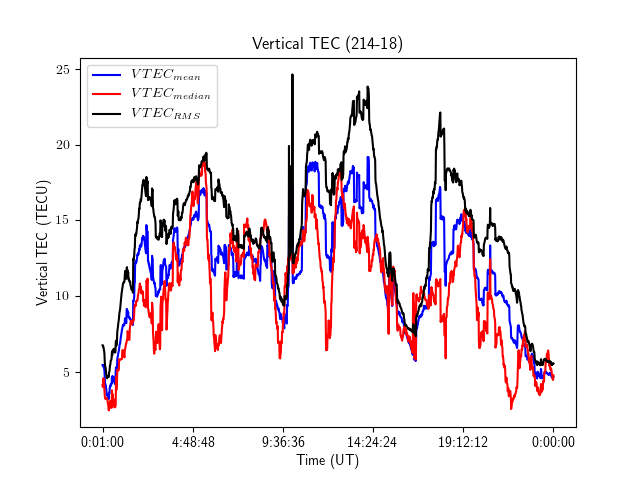 Vertical TEC (214-18)
VTEC_mean
VTEC_median
VTEC_RMS
25
20
15
10
5
Vertical TEC (TECU)
0:01:00 4:48:48 9:36:36 14:24:24 19:12:12 0:00:00
Time (UT)